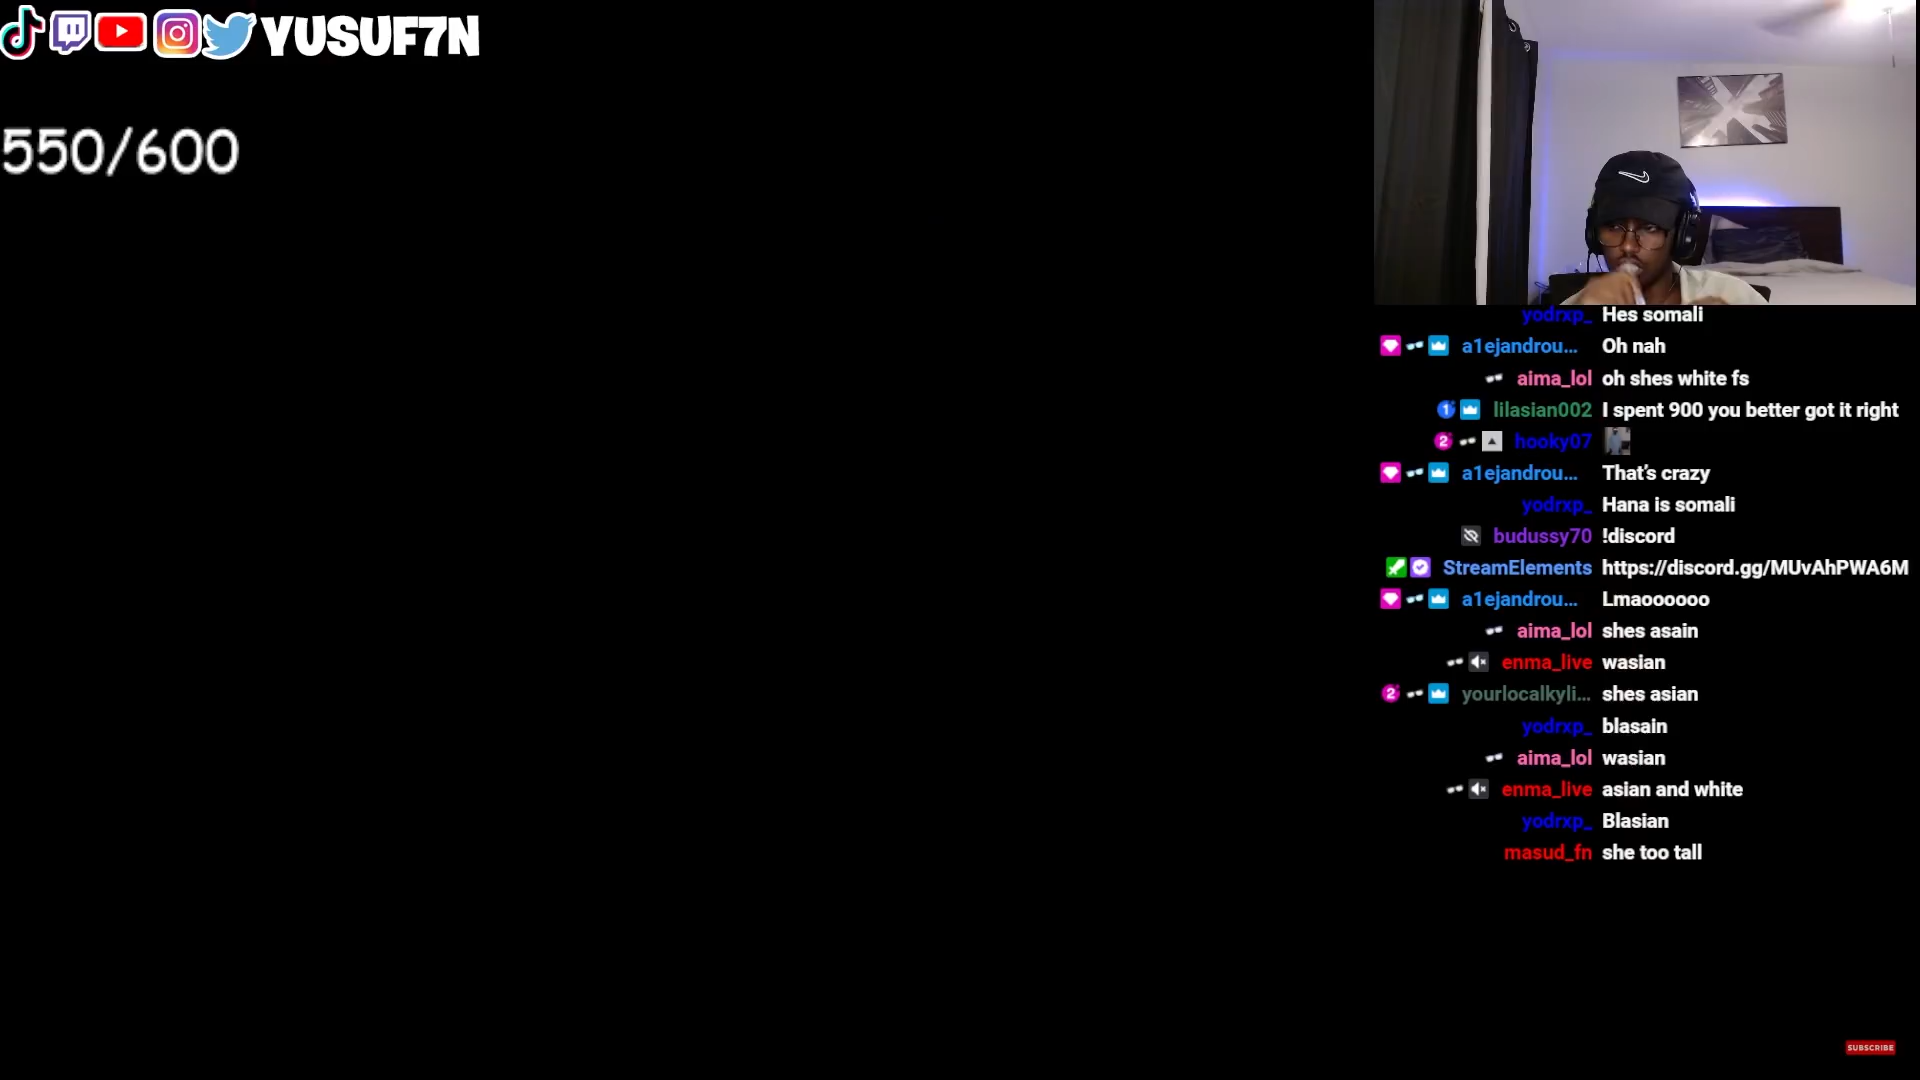 YUSUF7N
550/600
yodrxp_ Hes somali
a1ejandrou... Oh nah
aima_lol oh shes white fs
lilasian002 I spent 900 you better got it right
hooky07
a1ejandrou... That’s crazy
yodrxp_ Hana is somali
budussy70 !discord
StreamElements https://discord.gg/MUvAhPWA6M
a1ejandrou... Lmaoooooo
aima_lol shes asain
enma_live wasian
yourlocalkyli... shes asian
yodrxp_ blasain
aima_lol wasian
enma_live asian and white
yodrxp_ Blasian
masud_fn she too tall
SUBSCRIBE